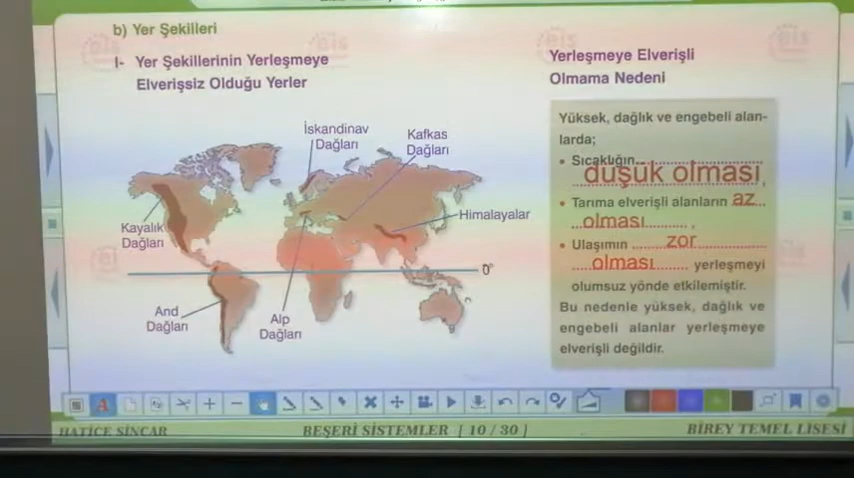 b) Yer Şekilleri
I- Yer Şekillerinin Yerleşmeye
Elverişsiz Olduğu Yerler
İskandinav
Dağları
Kafkas
Dağları
Kayalık
Dağları
Himalayalar
0°
And
Dağları
Alp
Dağları
Yerleşmeye Elverişli
Olmama Nedeni
Yüksek, dağlık ve engebeli alan-
larda;
• Sıcaklığın
düşük olması,
• Tarıma elverişli alanların az
olması,
• Ulaşımın zor
olması yerleşmeyi
olumsuz yönde etkilemiştir.
Bu nedenle yüksek, dağlık ve
engebeli alanlar yerleşmeye
elverişli değildir.
A
HATİCE SİNCAR
BEŞERİ SİSTEMLER [ 10 / 30 ]
BİREY TEMEL LİSESİ